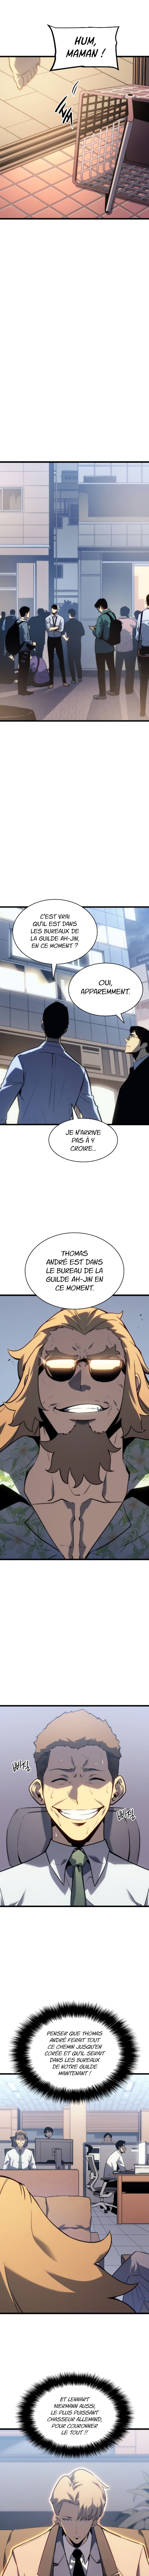 HUM,
MAMAN !
C'EST VRAI
QU'IL EST DANS
LES BUREAUX DE
LA GUILDE AH-JIN,
EN CE MOMENT ?
OUI,
APPAREMMENT.
JE N'ARRIVE
PAS À Y
CROIRE...
THOMAS
ANDRÉ EST DANS
LE BUREAU DE LA
GUILDE AH-JIN EN
CE MOMENT.
PENSER QUE THOMAS
ANDRÉ FERAIT TOUT
CE CHEMIN JUSQU'EN
CORÉE ET QU'IL SERAIT
DANS LES BUREAUX
DE NOTRE GUILDE
MAINTENANT !
ET LENNART
NIERMANN AUSSI,
LE PLUS PUISSANT
CHASSEUR ALLEMAND,
POUR COURONNER
LE TOUT !!